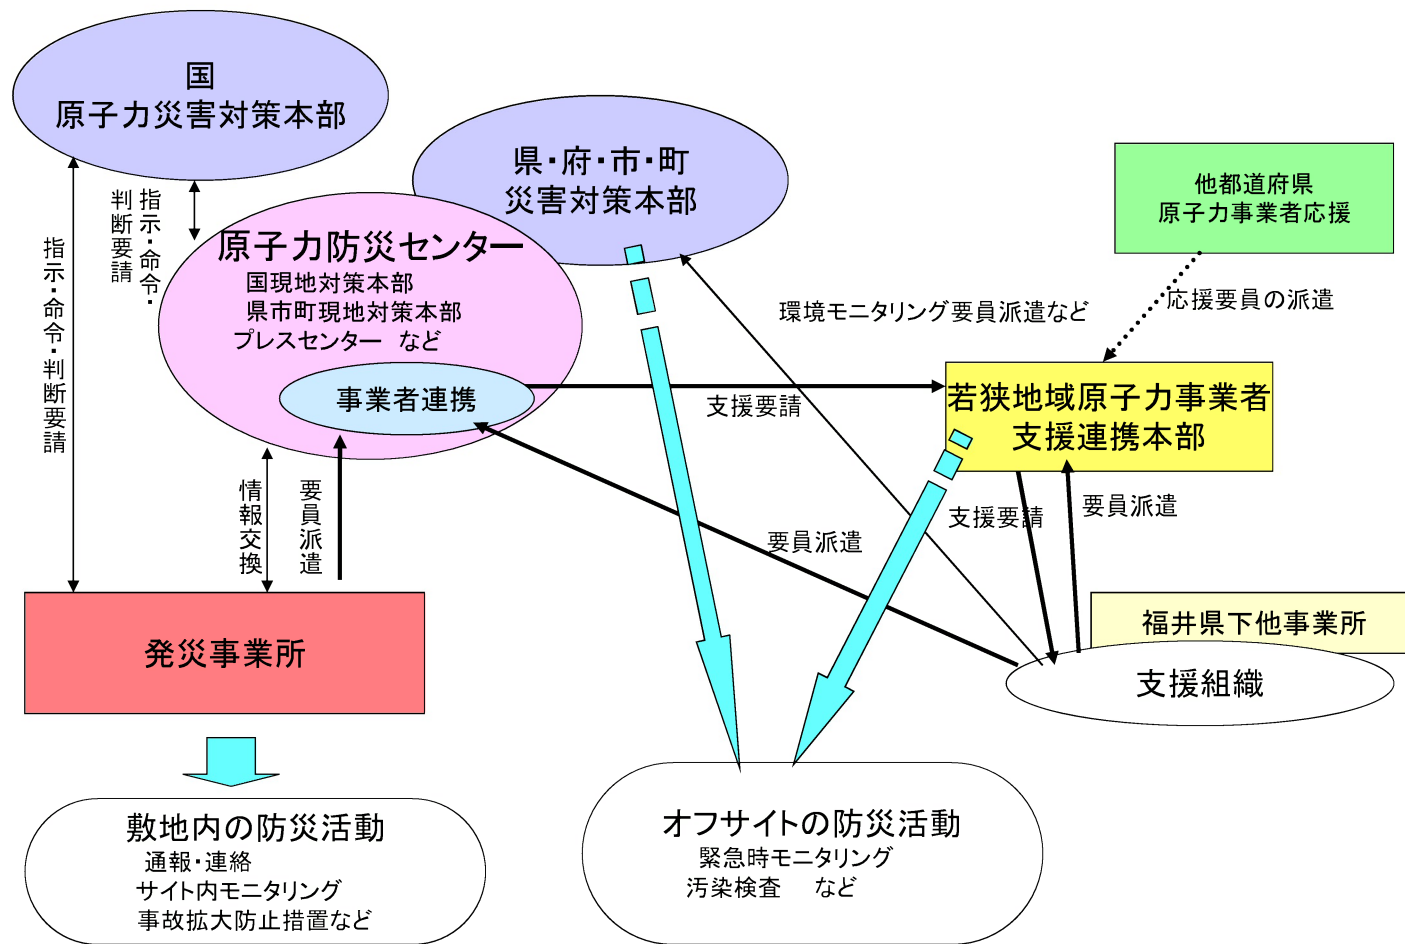 国
原子力災害対策本部
県・府・市・町
災害対策本部
他都道府県
原子力事業者応援
指示・命令・
判断要請
指示・命令・判断要請
原子力防災センター
国現地対策本部
県市町現地対策本部
プレスセンター など
事業者連携
環境モニタリング要員派遣など
応援要員の派遣
支援要請
若狭地域原子力事業者
支援連携本部
情報交換
要員派遣
要員派遣
支援要請
要員派遣
発災事業所
福井県下他事業所
支援組織
敷地内の防災活動
通報・連絡
サイト内モニタリング
事故拡大防止措置など
オフサイトの防災活動
緊急時モニタリング
汚染検査 など